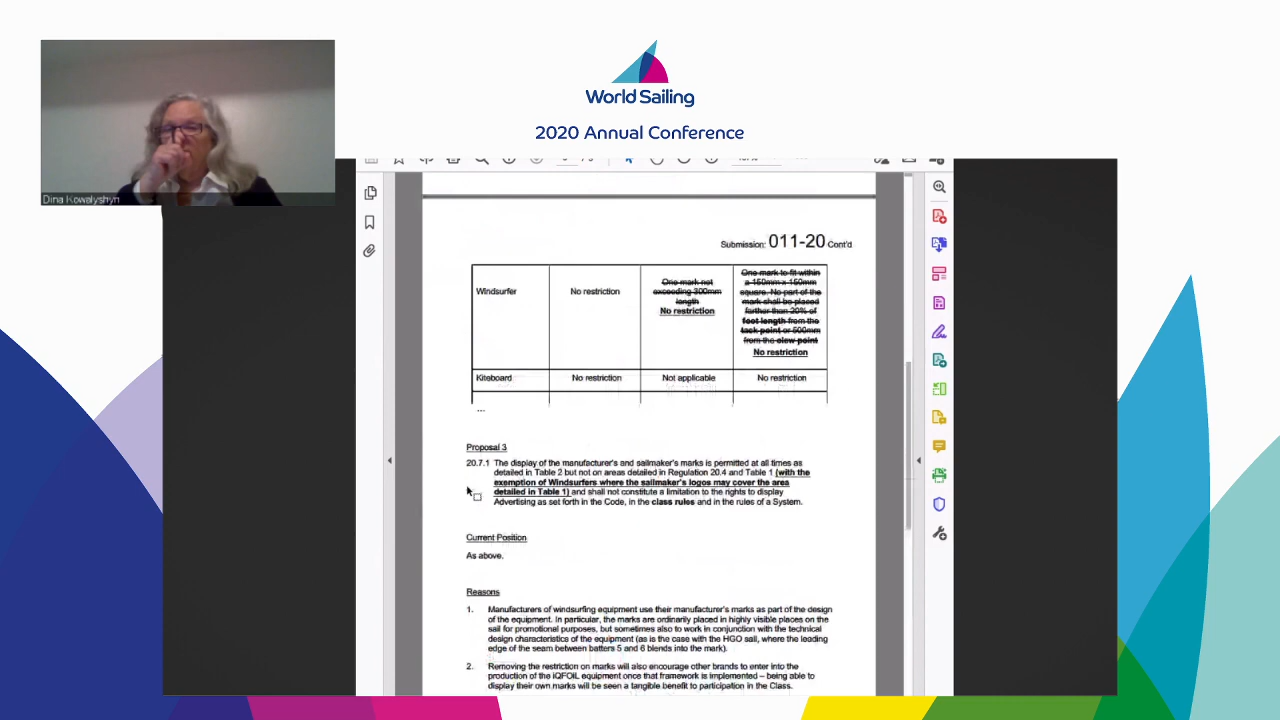 World Sailing
2020 Annual Conference
Dina Kowalyshyn
Submission: 011-20 Cont'd
Windsurfer
No restriction
One mark not
exceeding 300mm
length
No restriction
One mark to fit within
a 150mm x 150mm
square. No part of the
mark shall be placed
farther than 20% of
foot length from the
tack point or 500mm
from the clew point
No restriction
Kiteboard
No restriction
Not applicable
No restriction
...
Proposal 3
20.7.1 The display of the manufacturer's and sailmaker's marks is permitted at all times as
detailed in Table 2 but not on areas detailed in Regulation 20.4 and Table 1 (with the
exemption of Windsurfers where the sailmaker's logos may cover the area
detailed in Table 1) and shall not constitute a limitation to the rights to display
Advertising as set forth in the Code, in the class rules and in the rules of a System.
Current Position
As above.
Reasons
1. Manufacturers of windsurfing equipment use their manufacturer's marks as part of the design
of the equipment. In particular, the marks are ordinarily placed in highly visible places on the
sail for promotional purposes, but sometimes also to work in conjunction with the technical
design characteristics of the equipment (as is the case with the HGO sail, where the leading
edge of the seam between batters 5 and 6 blends into the mark).
2. Removing the restriction on marks will also encourage other brands to enter into the
production of the iQFOIL equipment once that framework is implemented – being able to
display their own marks will be seen a tangible benefit to participation in the Class.